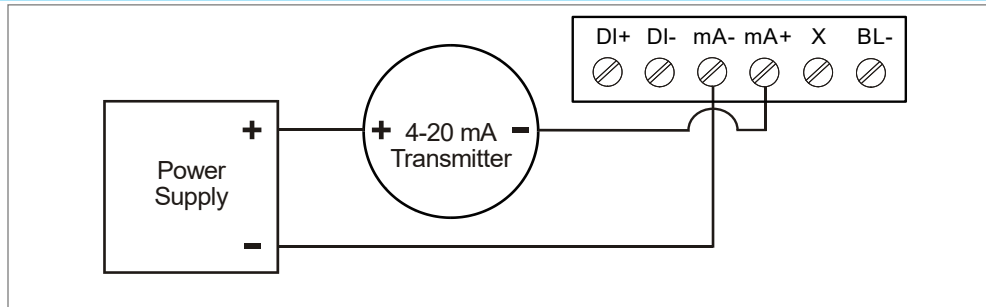 DI+ DI- mA- mA+ X BL-
+ 4-20 mA -
Transmitter
+
Power
Supply
-